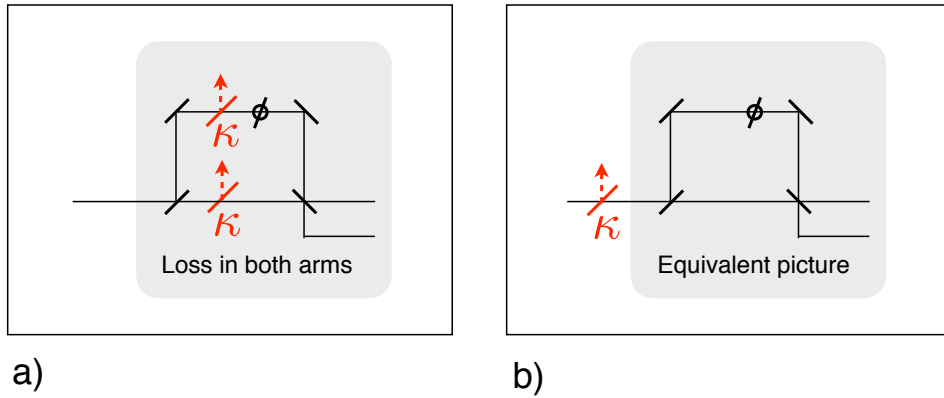 κ
ϕ
κ
Loss in both arms
a)
ϕ
κ
Equivalent picture
b)